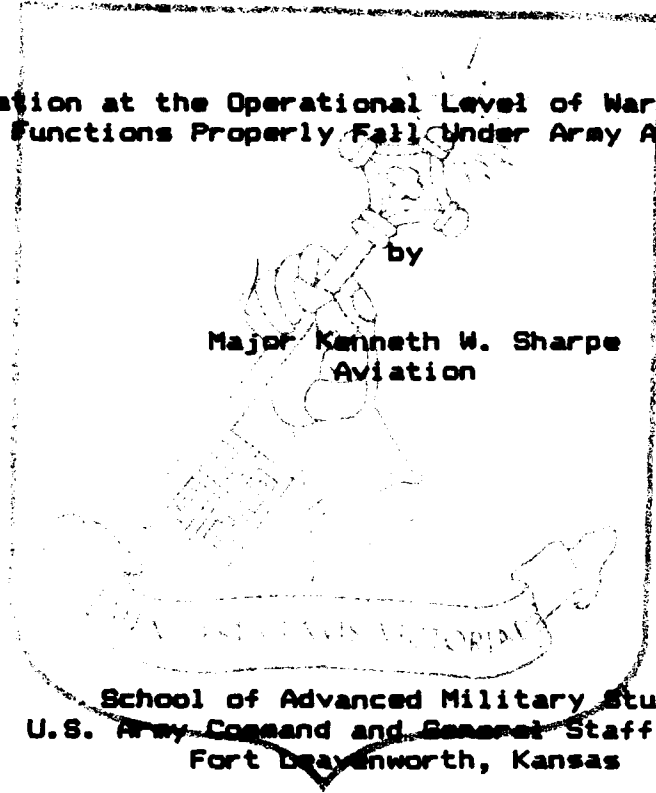 ation at the Operational Level of War
Functions Properly Fall Under Army A
by
Major Kenneth W. Sharpe
Aviation
School of Advanced Military Stu
U.S. Army Command and General Staff
Fort Leavenworth, Kansas